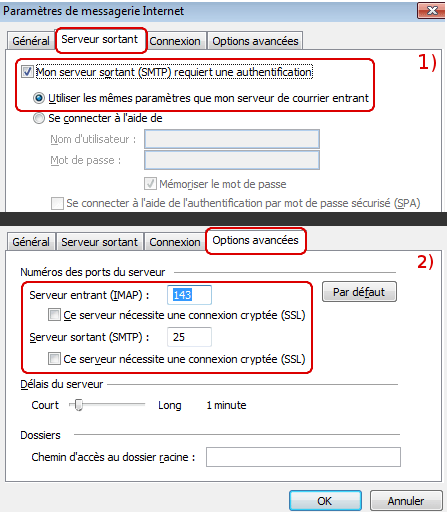 Paramètres de messagerie Internet
Général Serveur sortant Connexion Options avancées
1)
Mon serveur sortant (SMTP) requiert une authentification
Utiliser les mêmes paramètres que mon serveur de courrier entrant
Se connecter à l'aide de
Nom d'utilisateur :
Mot de passe :
Mémoriser le mot de passe
Se connecter à l'aide de l'authentification par mot de passe sécurisé (SPA)
Général Serveur sortant Connexion Options avancées
2)
Numéros des ports du serveur
Serveur entrant (IMAP) : 143 Par défaut
Ce serveur nécessite une connexion cryptée (SSL)
Serveur sortant (SMTP) : 25
Ce serveur nécessite une connexion cryptée (SSL)
Délais du serveur
Court Long 1 minute
Dossiers
Chemin d'accès au dossier racine :
OK Annuler